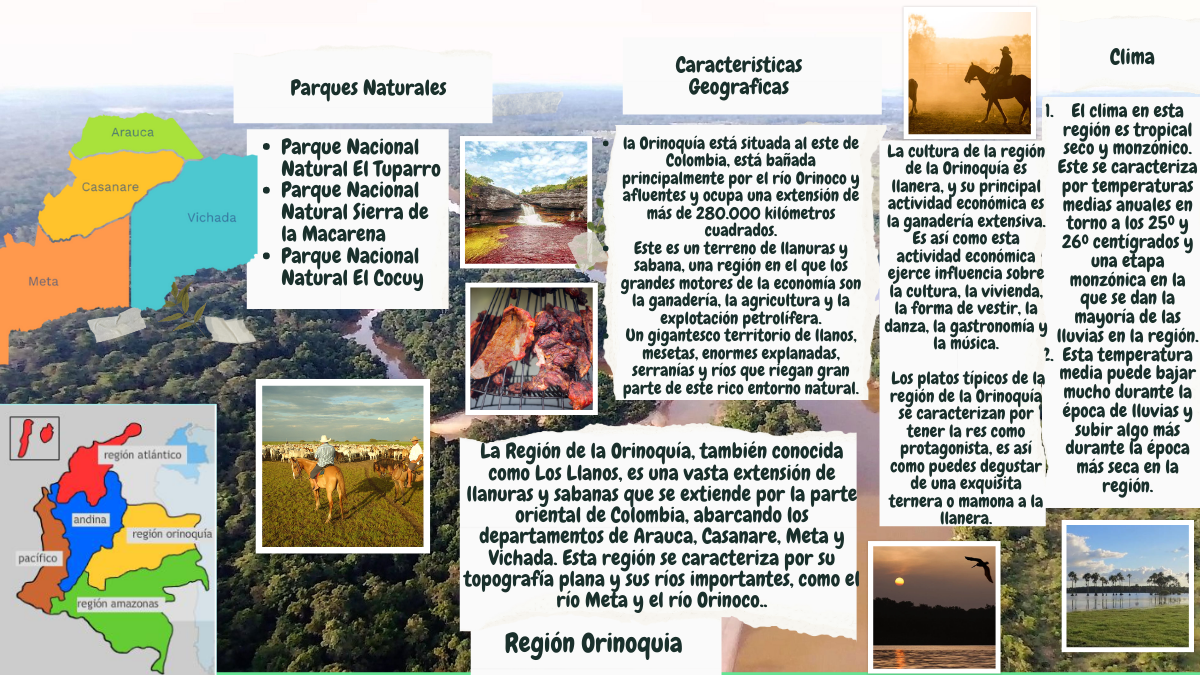 Parques Naturales
Parque Nacional
Natural El Tuparro
Parque Nacional
Natural Sierra de
la Macarena
Parque Nacional
Natural El Cocuy
Arauca
Casanare
Vichada
Meta
región atlántico
andina
región orinoquía
pacífico
región amazonas
Caracteristicas
Geograficas
la Orinoquía está situada al este de
Colombia, está bañada
principalmente por el río Orinoco y
afluentes y ocupa una extensión de
más de 280.000 kilómetros
cuadrados.
Este es un terreno de llanuras y
sabana, una región en el que los
grandes motores de la economía son
la ganadería, la agricultura y la
explotación petrolífera.
Un gigantesco territorio de llanos,
mesetas, enormes explanadas,
serranías y ríos que riegan gran
parte de este rico entorno natural.
La Región de la Orinoquía, también conocida
como Los Llanos, es una vasta extensión de
llanuras y sabanas que se extiende por la parte
oriental de Colombia, abarcando los
departamentos de Arauca, Casanare, Meta y
Vichada. Esta región se caracteriza por su
topografía plana y sus ríos importantes, como el
río Meta y el río Orinoco..
Región Orinoquia
La cultura de la región
de la Orinoquía es
llanera, y su principal
actividad económica es
la ganadería extensiva.
Es así como esta
actividad económica
ejerce influencia sobre
la cultura, la vivienda,
la forma de vestir, la
danza, la gastronomía y
la música.
Los platos típicos de la
región de la Orinoquía
se caracterizan por
tener la res como
protagonista, es así
como puedes degustar
de una exquisita
ternera o mamona a la
llanera.
Clima
1. El clima en esta
región es tropical
seco y monzónico.
Este se caracteriza
por temperaturas
medias anuales en
torno a los 25º y
26º centígrados y
una etapa
monzónica en la
que se dan la
mayoría de las
lluvias en la región.
2. Esta temperatura
media puede bajar
mucho durante la
época de lluvias y
subir algo más
durante la época
más seca en la
región.